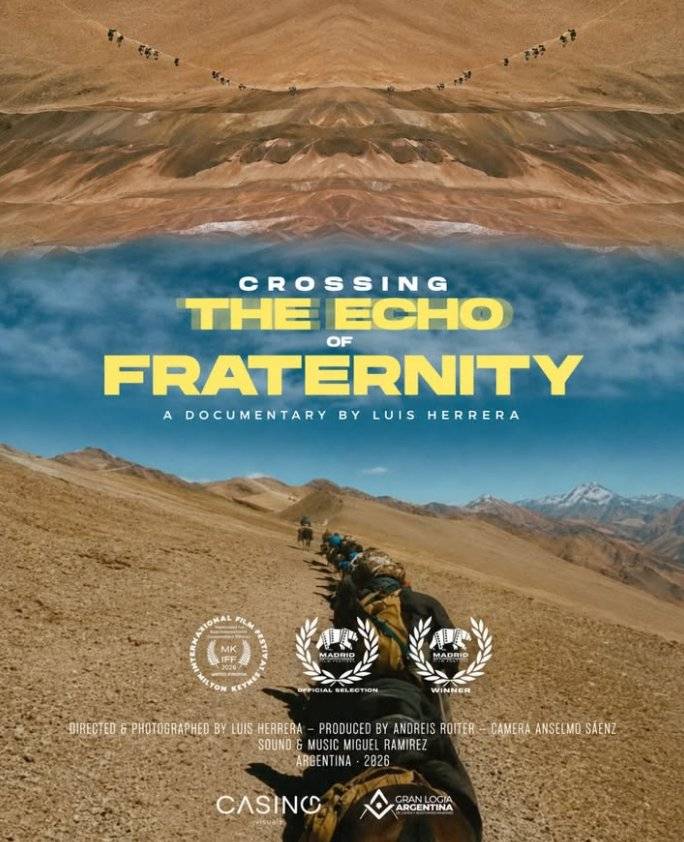 CROSSING
THE ECHO
OF
FRATERNITY
A DOCUMENTARY BY LUIS HERRERA
INTERNAZIONAL FILM FESTIVAL
MILTON KEYNES
MK
IFF
2026
MADRID
OFFICIAL SELECTION
MADRID
WINNER
DIRECTED & PHOTOGRAPHED BY LUIS HERRERA – PRODUCED BY ANDREIS ROITER – CAMERA ANSELMO SÁENZ
SOUND & MUSIC MIGUEL RAMIREZ
ARGENTINA · 2026
CASINO
visuals
GRAN LOGIA
ARGENTINA